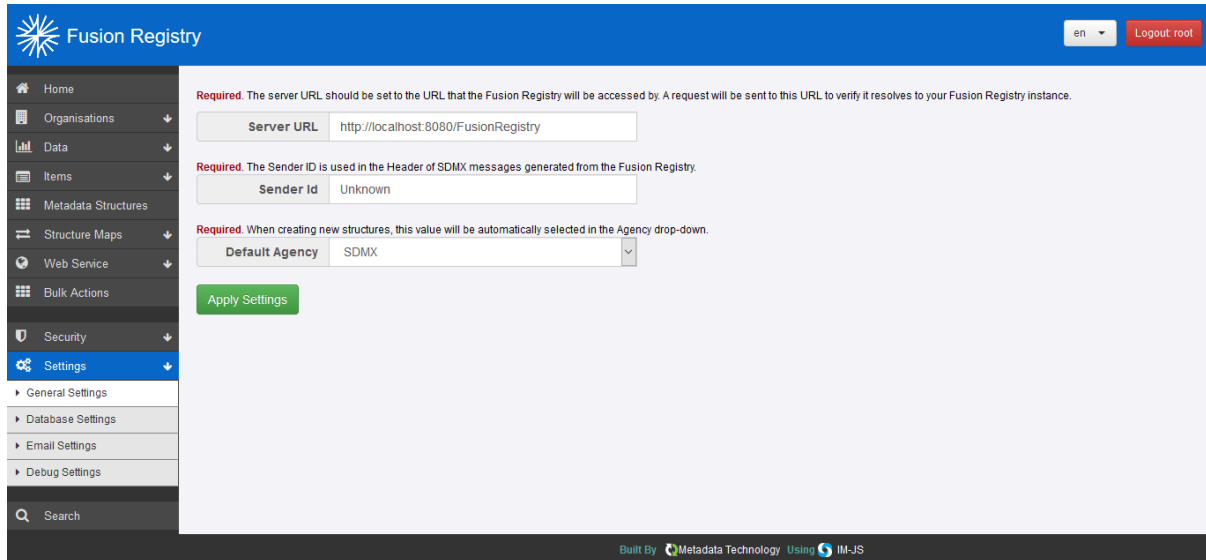 Fusion Registry
en
Logout root
Home
Organisations
Data
Items
Metadata Structures
Structure Maps
Web Service
Bulk Actions
Security
Settings
General Settings
Database Settings
Email Settings
Debug Settings
Search
Required. The server URL should be set to the URL that the Fusion Registry will be accessed by. A request will be sent to this URL to verify it resolves to your Fusion Registry instance.
Server URL http://localhost:8080/FusionRegistry
Required. The Sender ID is used in the Header of SDMX messages generated from the Fusion Registry.
Sender Id Unknown
Required. When creating new structures, this value will be automatically selected in the Agency drop-down.
Default Agency SDMX
Apply Settings
Built By Metadata Technology Using IM-JS